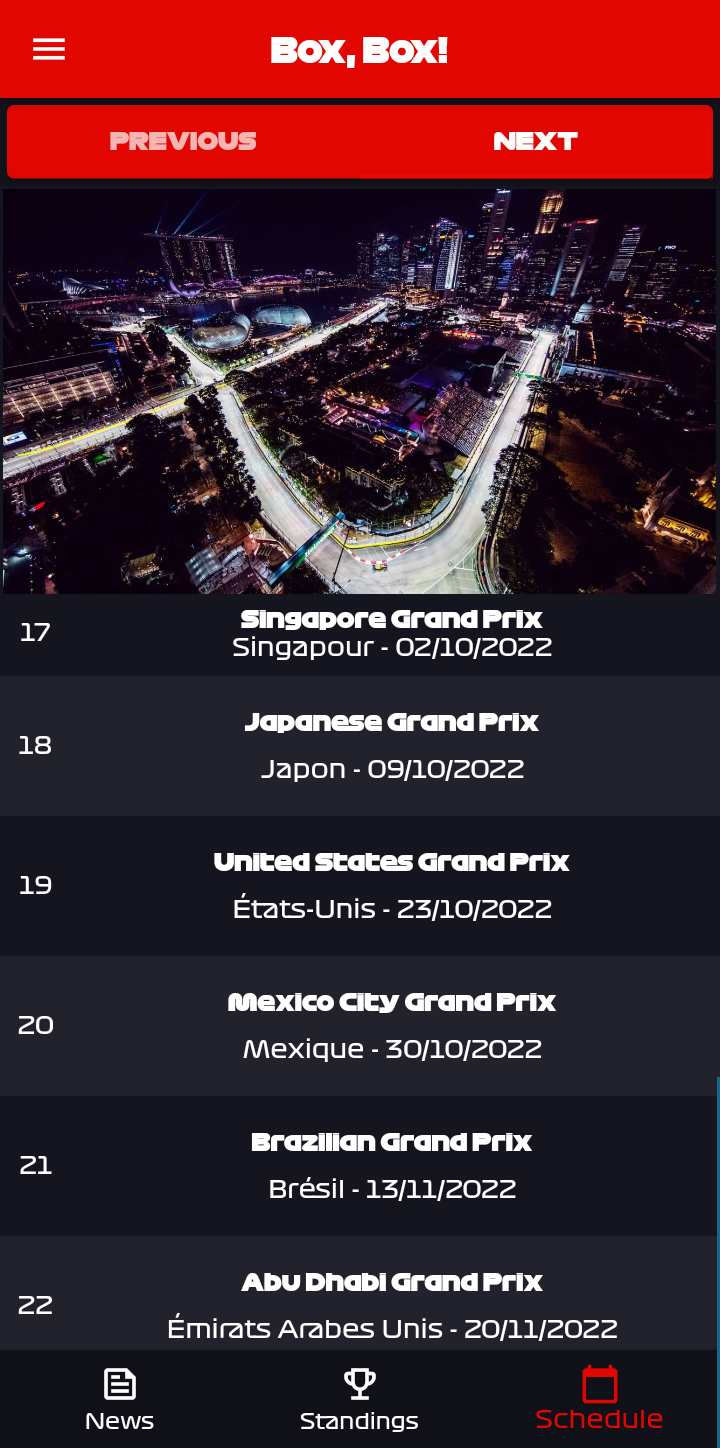 Box, Box!
PREVIOUS
NEXT
17
Singapore Grand Prix
Singapour - 02/10/2022
18
Japanese Grand Prix
Japon - 09/10/2022
19
United States Grand Prix
États-Unis - 23/10/2022
20
Mexico City Grand Prix
Mexique - 30/10/2022
21
Brazilian Grand Prix
Brésil - 13/11/2022
22
Abu Dhabi Grand Prix
Émirats Arabes Unis - 20/11/2022
News
Standings
Schedule